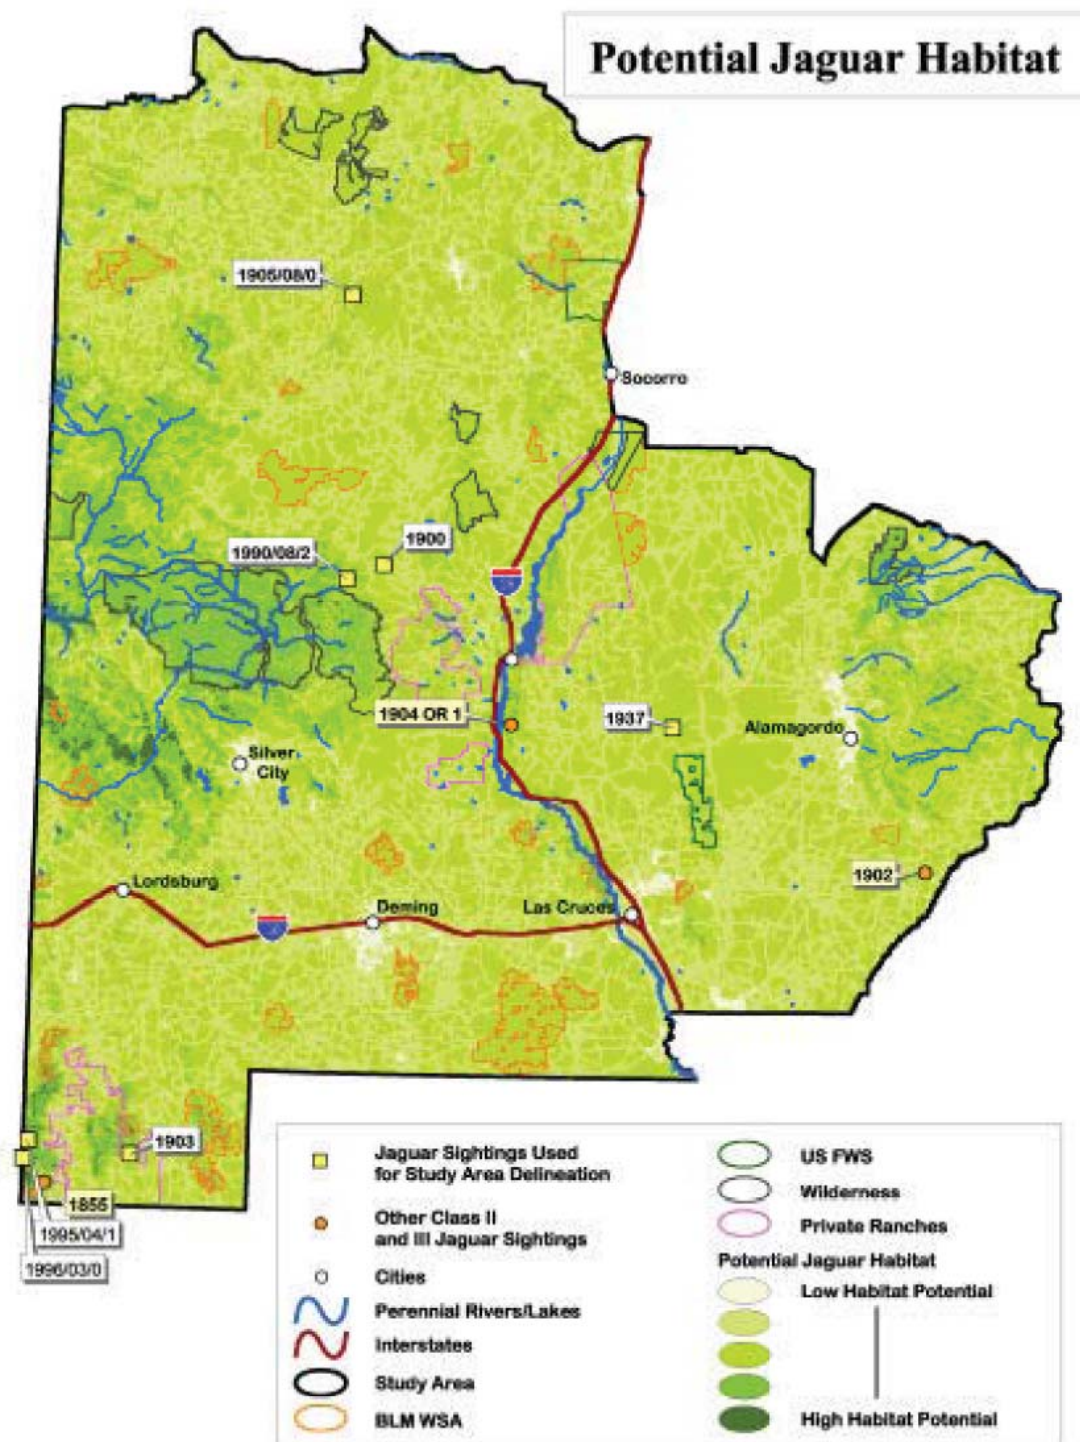 Potential Jaguar Habitat
1905/08/0
Socorro
1900
1990/08/2
1904 OR 1
1937
Alamagordo
Silver
City
1902
Lordsburg
Deming
Las Cruces
1903
1855
1995/04/1
1996/03/0
Jaguar Sightings Used
for Study Area Delineation
Other Class II
and III Jaguar Sightings
Cities
Perennial Rivers/Lakes
Interstates
Study Area
BLM WSA
US FWS
Wilderness
Private Ranches
Potential Jaguar Habitat
Low Habitat Potential
High Habitat Potential